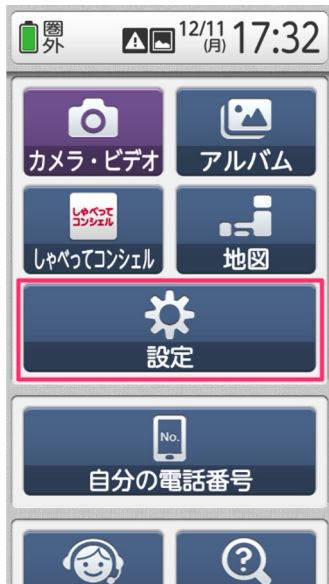 圏
外
12/11
(月)
17:32
カメラ・ビデオ
アルバム
しゃべって
コンシェル
しゃべってコンシェル
地図
設定
No.
自分の電話番号
?